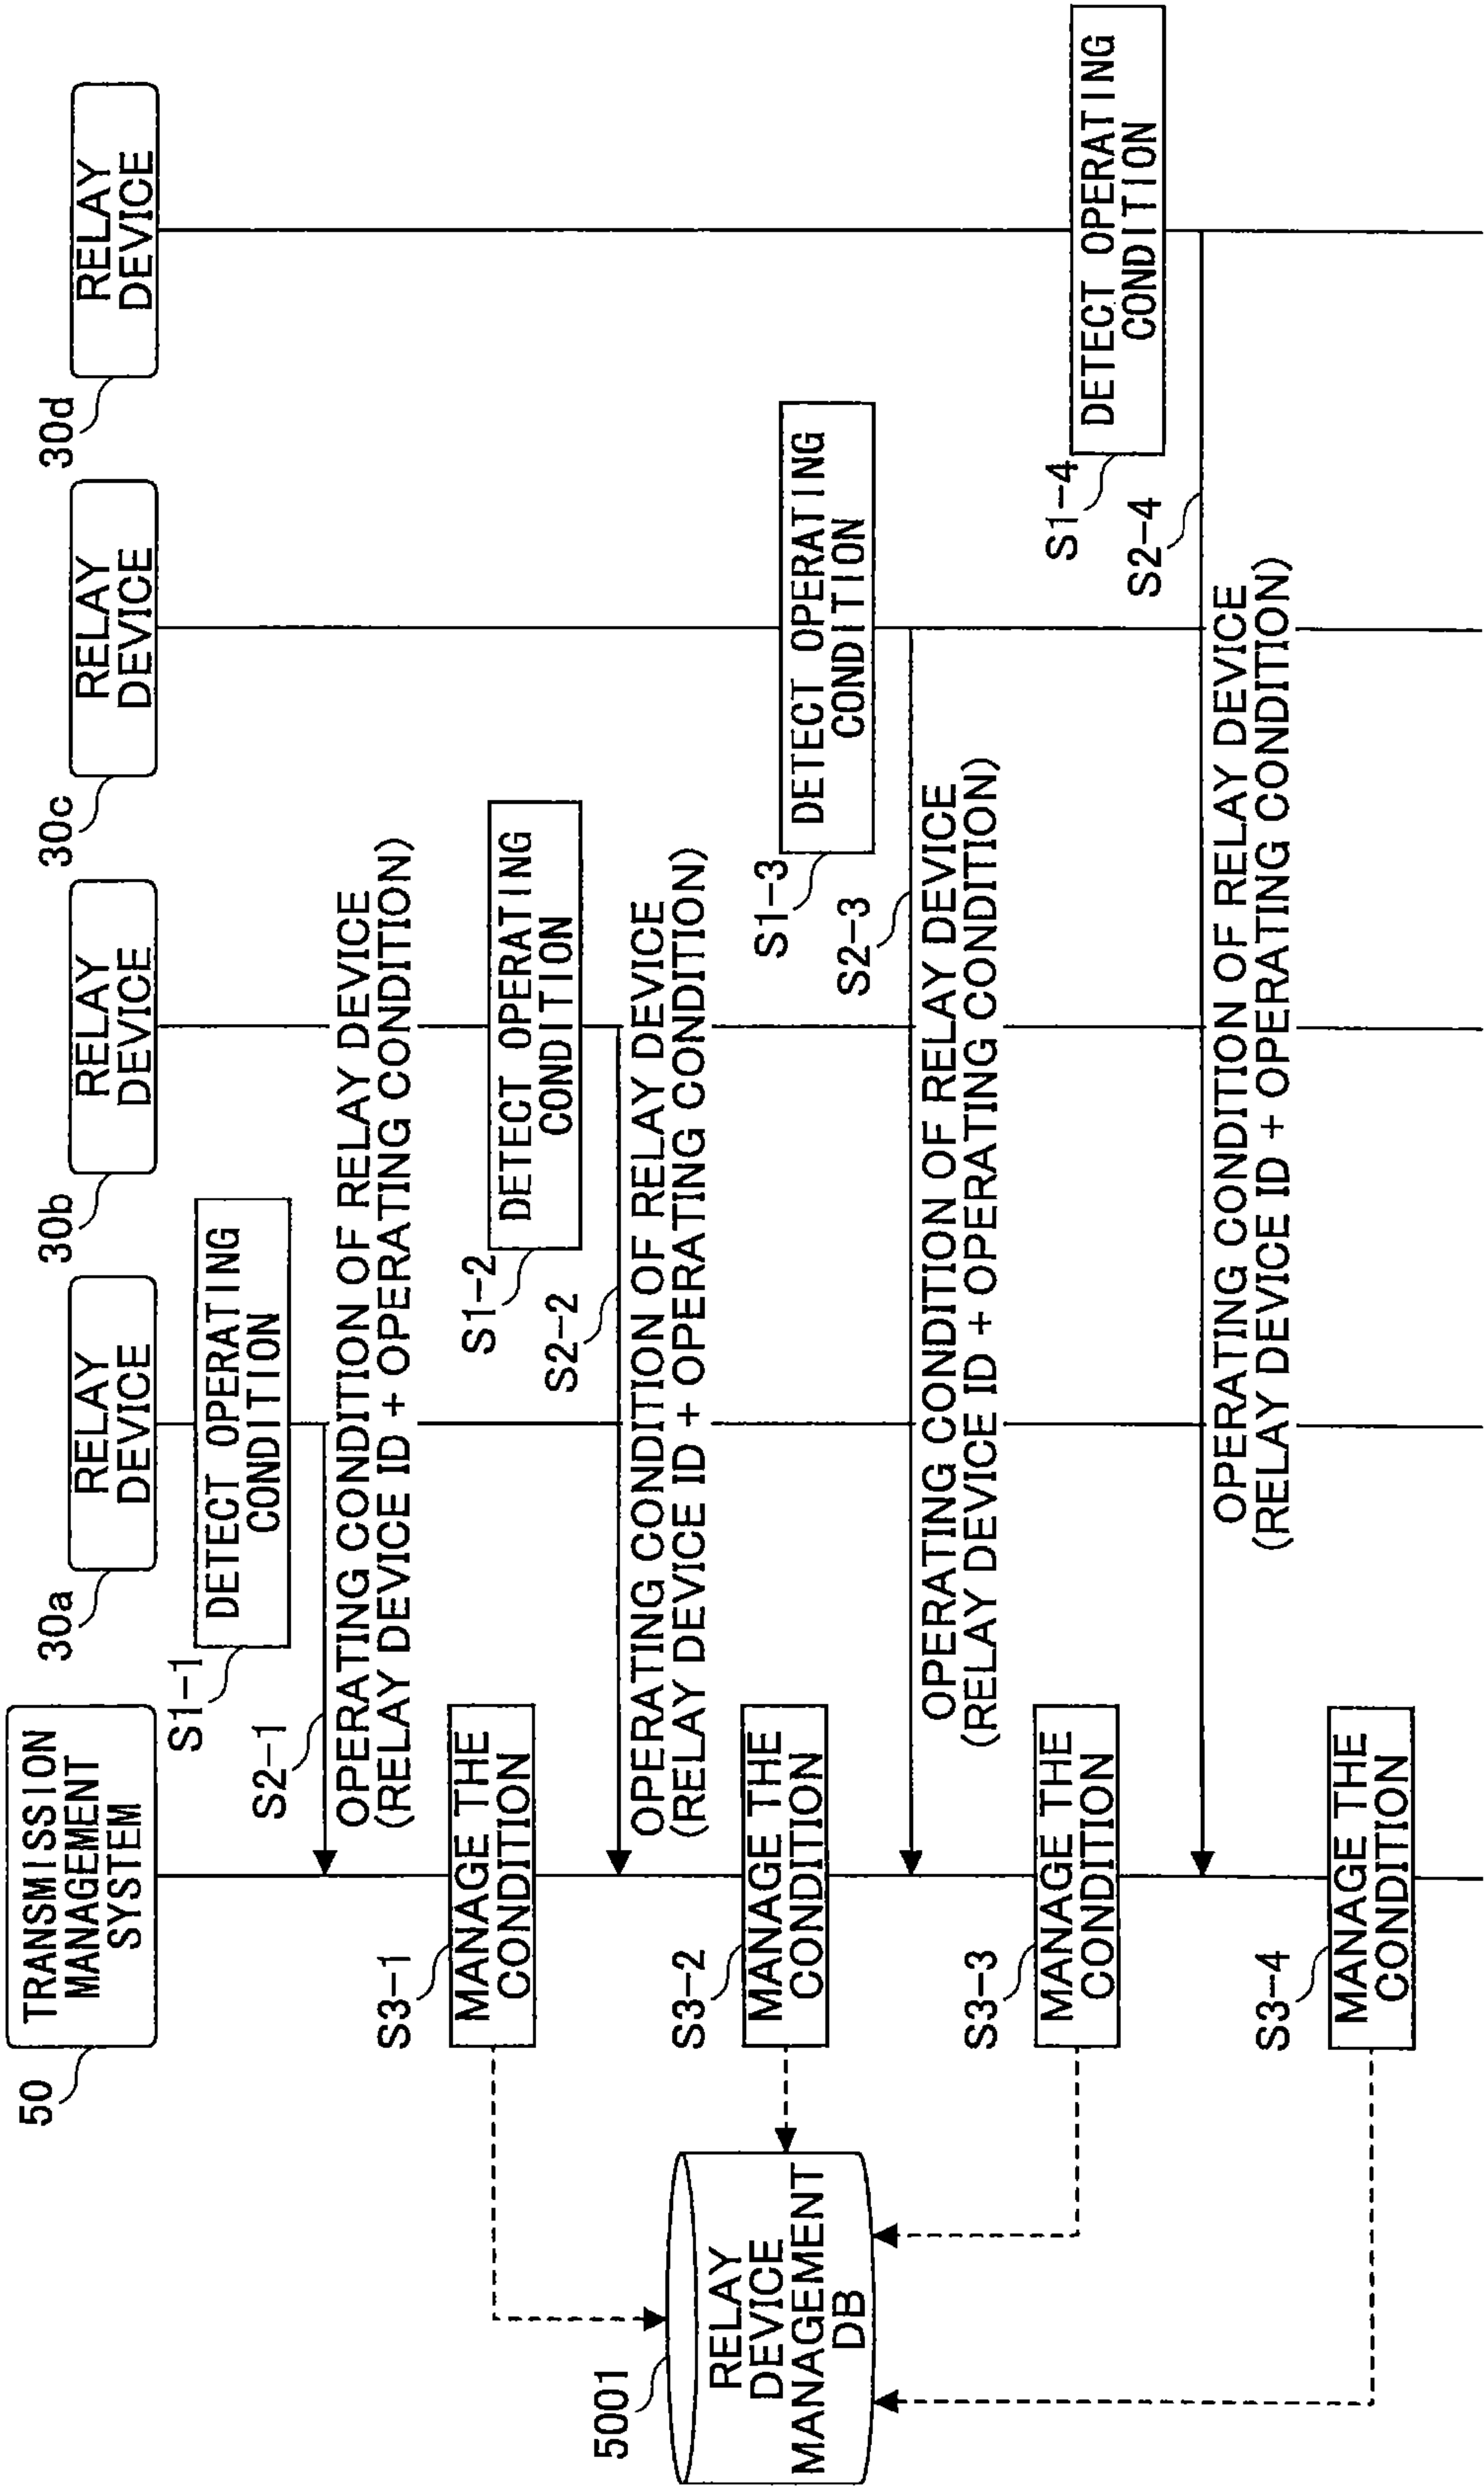 50
TRANSMISSION
MANAGEMENT
SYSTEM
30a
RELAY
DEVICE
30b
RELAY
DEVICE
30c
RELAY
DEVICE
30d
RELAY
DEVICE
S1-1
DETECT OPERATING
CONDITION
S2-1
OPERATING CONDITION OF RELAY DEVICE
(RELAY DEVICE ID + OPERATING CONDITION)
S3-1
MANAGE THE
CONDITION
S1-2
DETECT OPERATING
CONDITION
S2-2
OPERATING CONDITION OF RELAY DEVICE
(RELAY DEVICE ID + OPERATING CONDITION)
5001
RELAY
DEVICE
MANAGEMENT
DB
S3-2
MANAGE THE
CONDITION
S1-3
DETECT OPERATING
CONDITION
S2-3
OPERATING CONDITION OF RELAY DEVICE
(RELAY DEVICE ID + OPERATING CONDITION)
S3-3
MANAGE THE
CONDITION
S1-4
DETECT OPERATING
CONDITION
S2-4
OPERATING CONDITION OF RELAY DEVICE
(RELAY DEVICE ID + OPERATING CONDITION)
S3-4
MANAGE THE
CONDITION